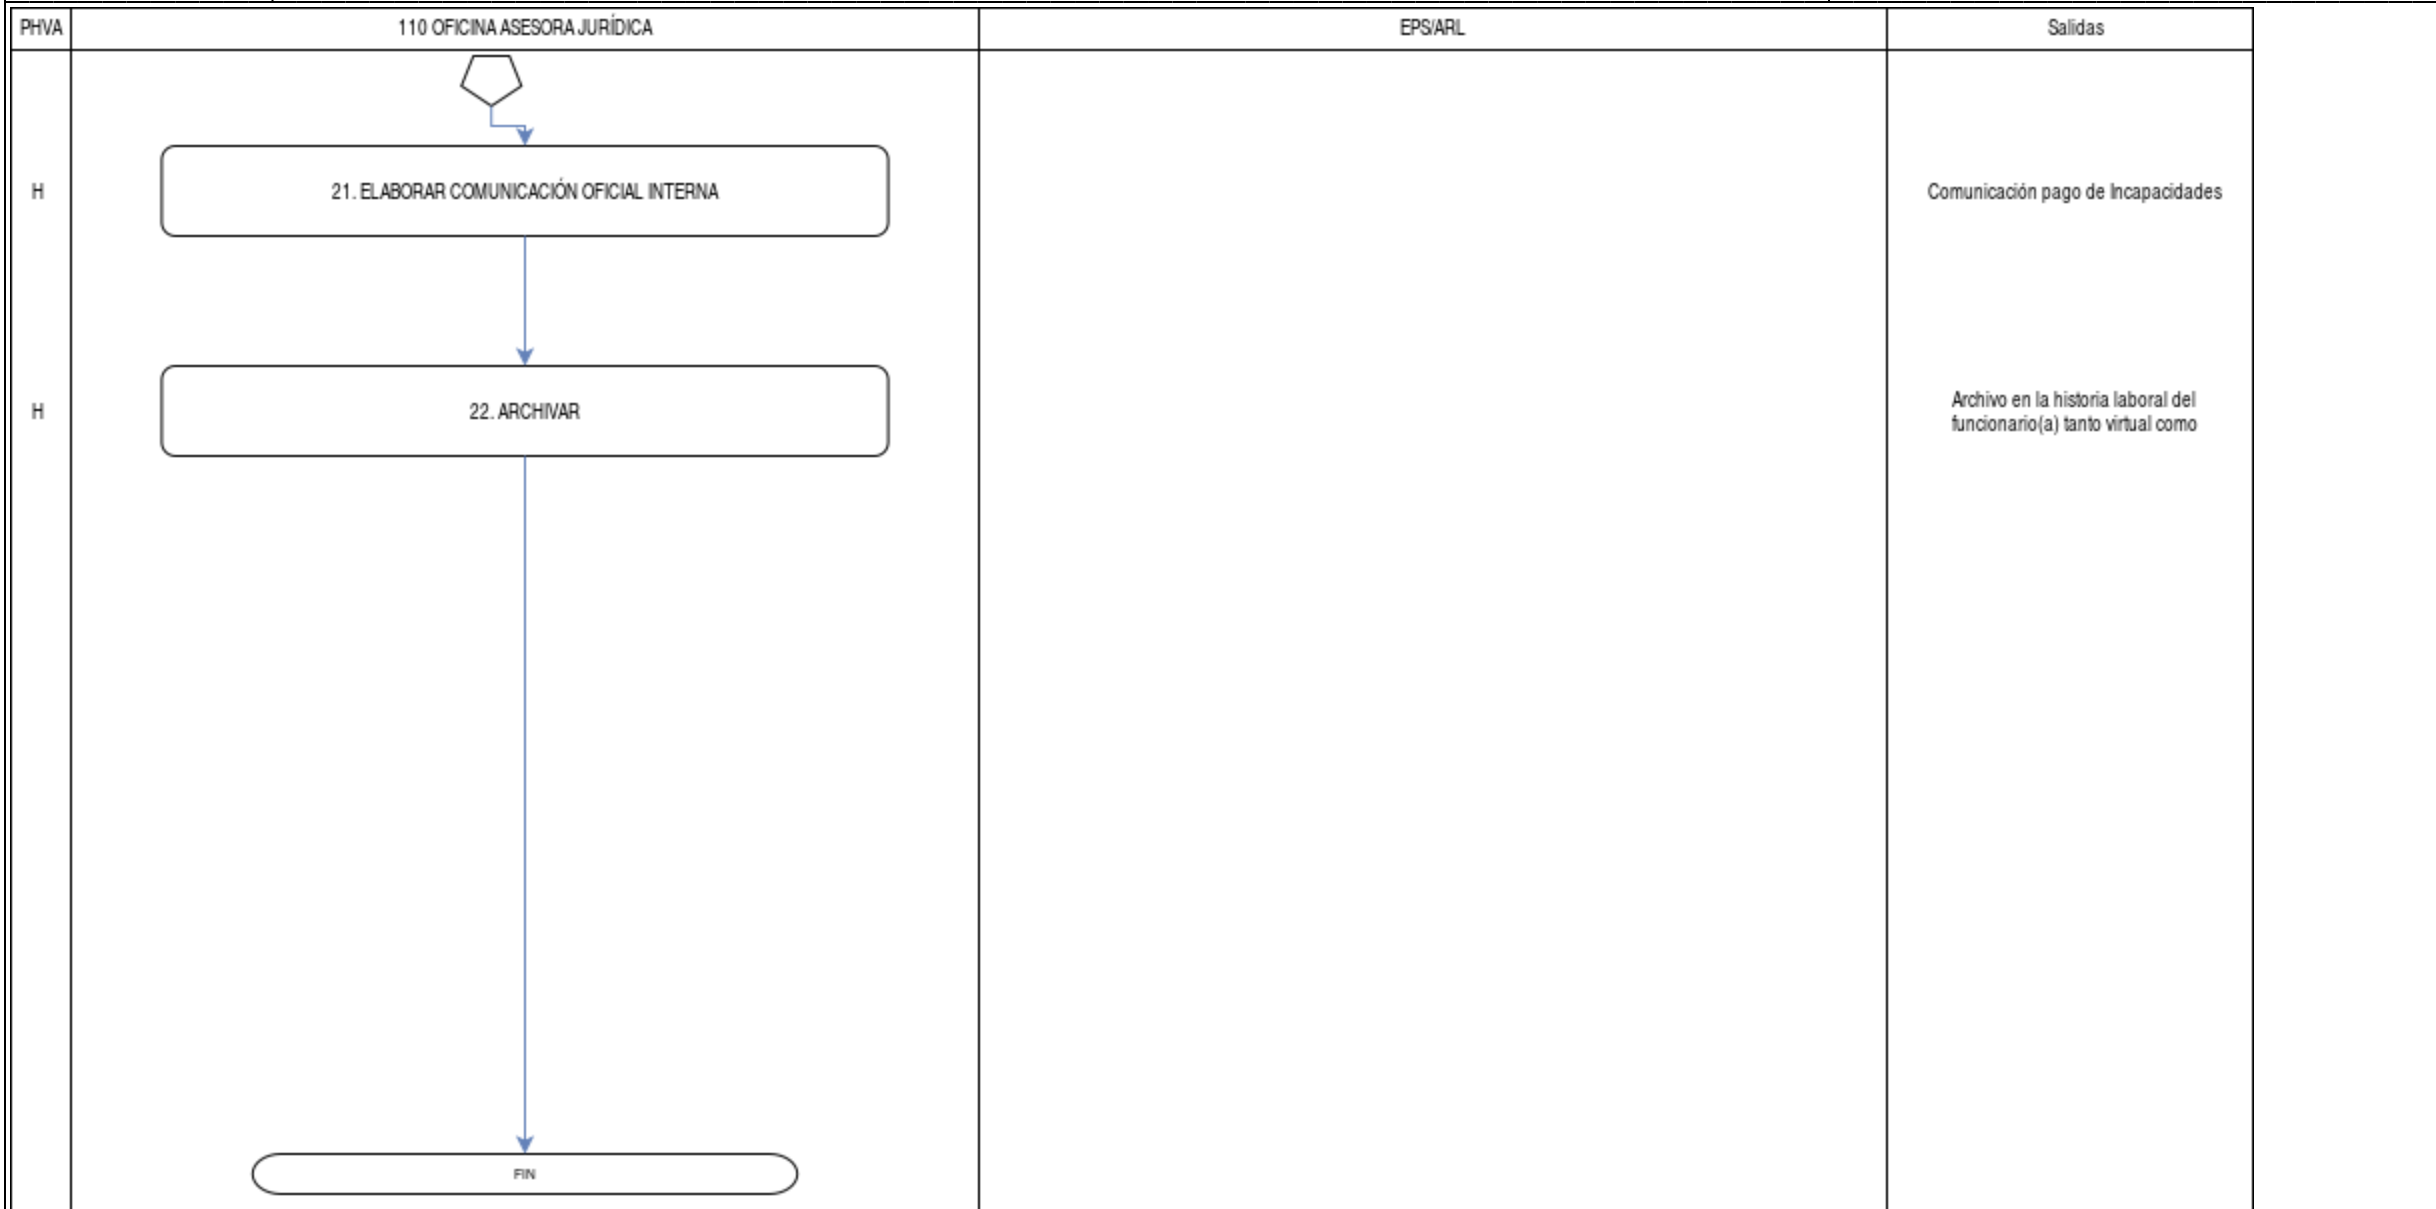 PHVA
110 OFICINA ASESORA JURÍDICA
EPS/ARL
Salidas
H
21. ELABORAR COMUNICACIÓN OFICIAL INTERNA
Comunicación pago de Incapacidades
H
22. ARCHIVAR
Archivo en la historia laboral del
funcionario(a) tanto virtual como
FIN